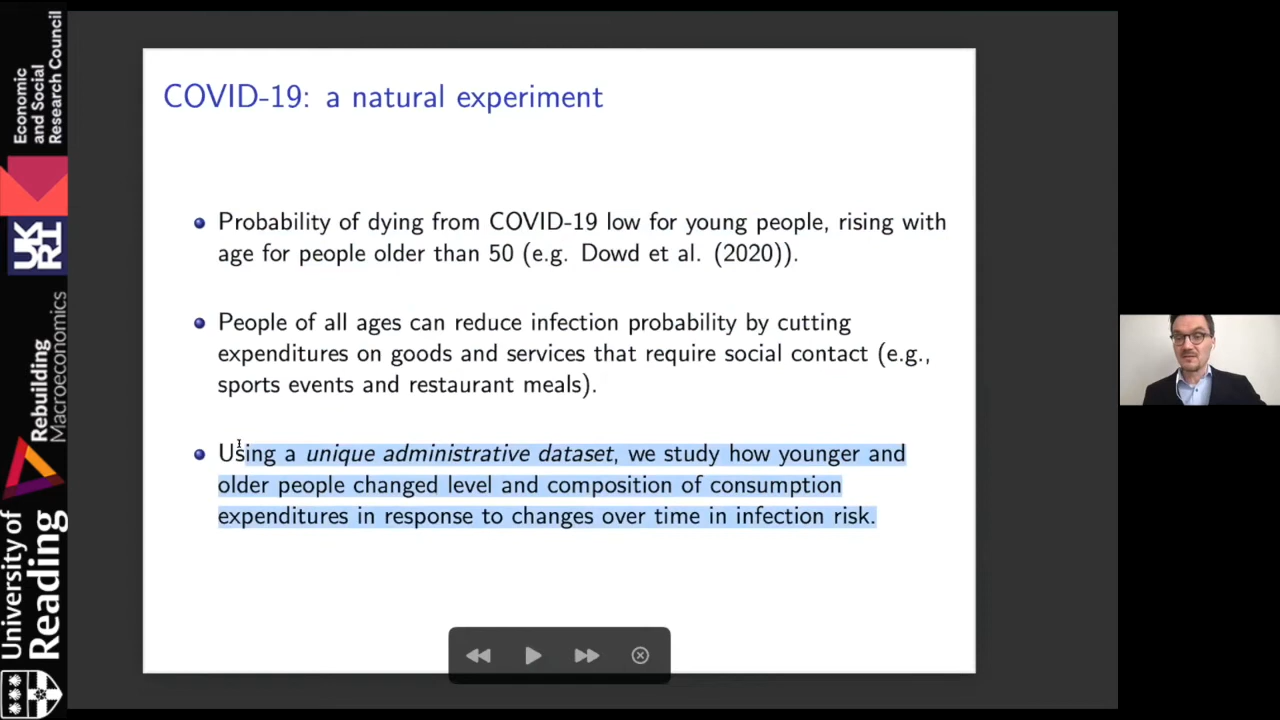 COVID-19: a natural experiment
Probability of dying from COVID-19 low for young people, rising with
age for people older than 50 (e.g. Dowd et al. (2020)).
People of all ages can reduce infection probability by cutting
expenditures on goods and services that require social contact (e.g.,
sports events and restaurant meals).
Using a unique administrative dataset, we study how younger and
older people changed level and composition of consumption
expenditures in response to changes over time in infection risk.
Economic
and Social
Research Council
UK
RI
Rebuilding
Macroeconomics
University of
Reading